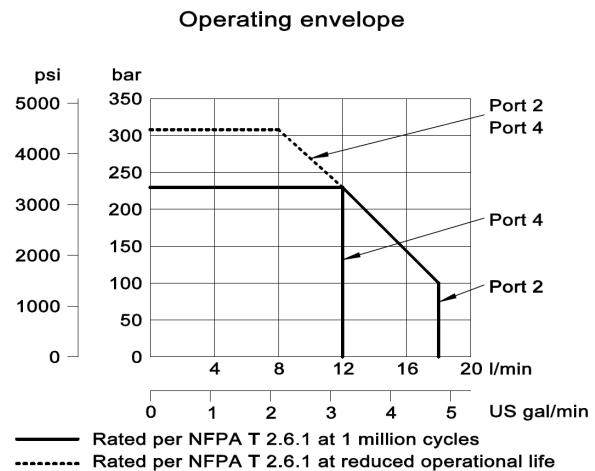 Operating envelope
psi bar
5000 350
Port 2
300
Port 4
4000
250
3000 200
Port 4
150
2000
100
Port 2
1000
50
0 0
4 8 12 16 20 l/min
0 1 2 3 4 5 US gal/min
Rated per NFPA T 2.6.1 at 1 million cycles
Rated per NFPA T 2.6.1 at reduced operational life